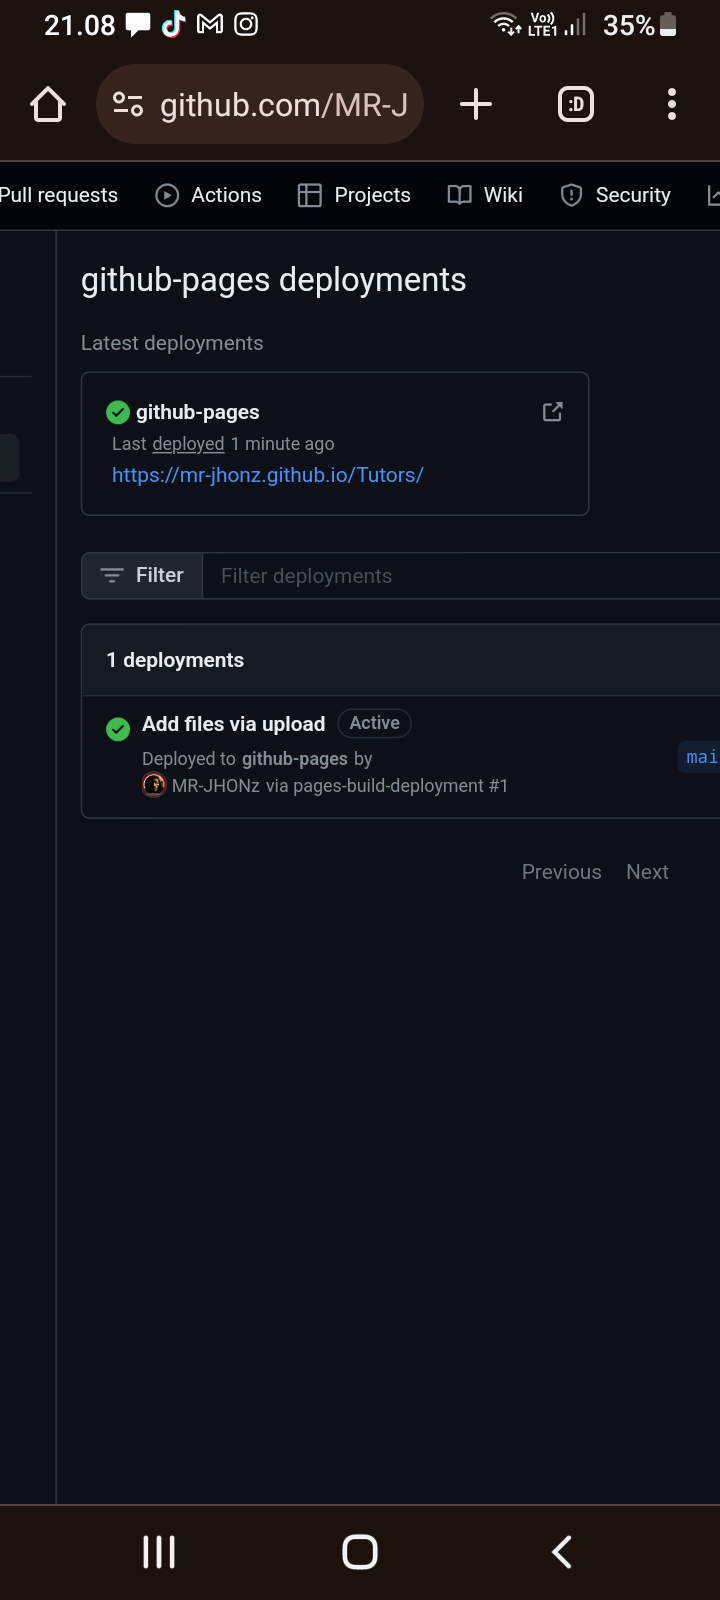 21.08
Vo))
LTE1
35%
github.com/MR-J
:D
Pull requests
Actions
Projects
Wiki
Security
github-pages deployments
Latest deployments
github-pages
Last deployed 1 minute ago
https://mr-jhonz.github.io/Tutors/
Filter
Filter deployments
1 deployments
Add files via upload
Active
Deployed to github-pages by
mai
MR-JHONz via pages-build-deployment #1
Previous
Next